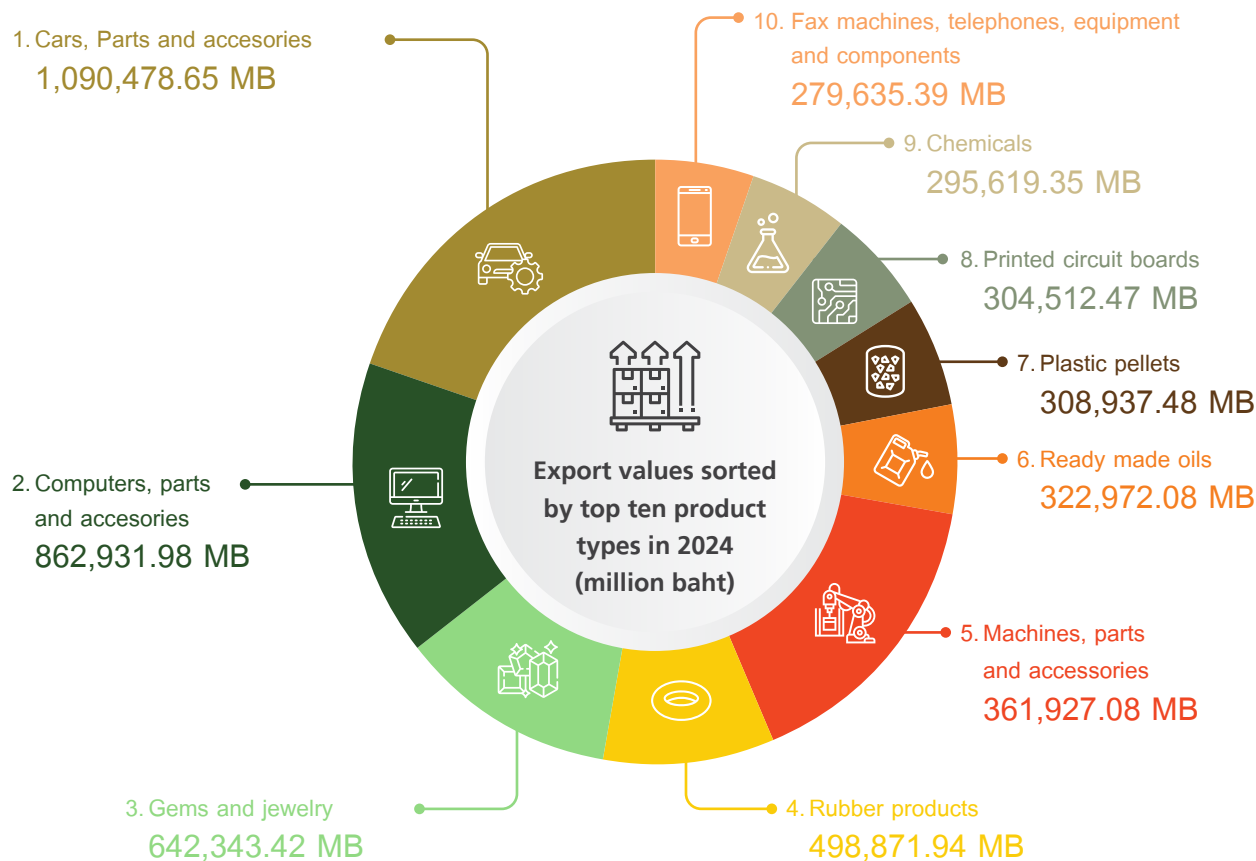 1. Cars, Parts and accesories
1,090,478.65 MB
10. Fax machines, telephones, equipment
and components
279,635.39 MB
9. Chemicals
295,619.35 MB
8. Printed circuit boards
304,512.47 MB
7. Plastic pellets
308,937.48 MB
6. Ready made oils
322,972.08 MB
5. Machines, parts
and accessories
361,927.08 MB
4. Rubber products
498,871.94 MB
3. Gems and jewelry
642,343.42 MB
2. Computers, parts
and accesories
862,931.98 MB
Export values sorted
by top ten product
types in 2024
(million baht)